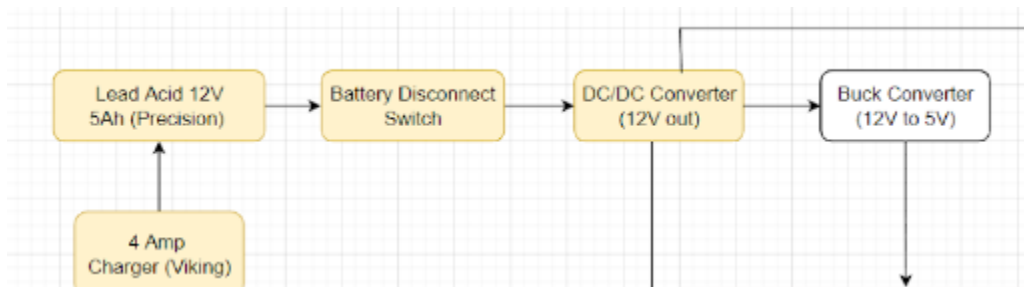 Lead Acid 12V
5Ah (Precision)
Battery Disconnect
Switch
DC/DC Converter
(12V out)
Buck Converter
(12V to 5V)
4 Amp
Charger (Viking)